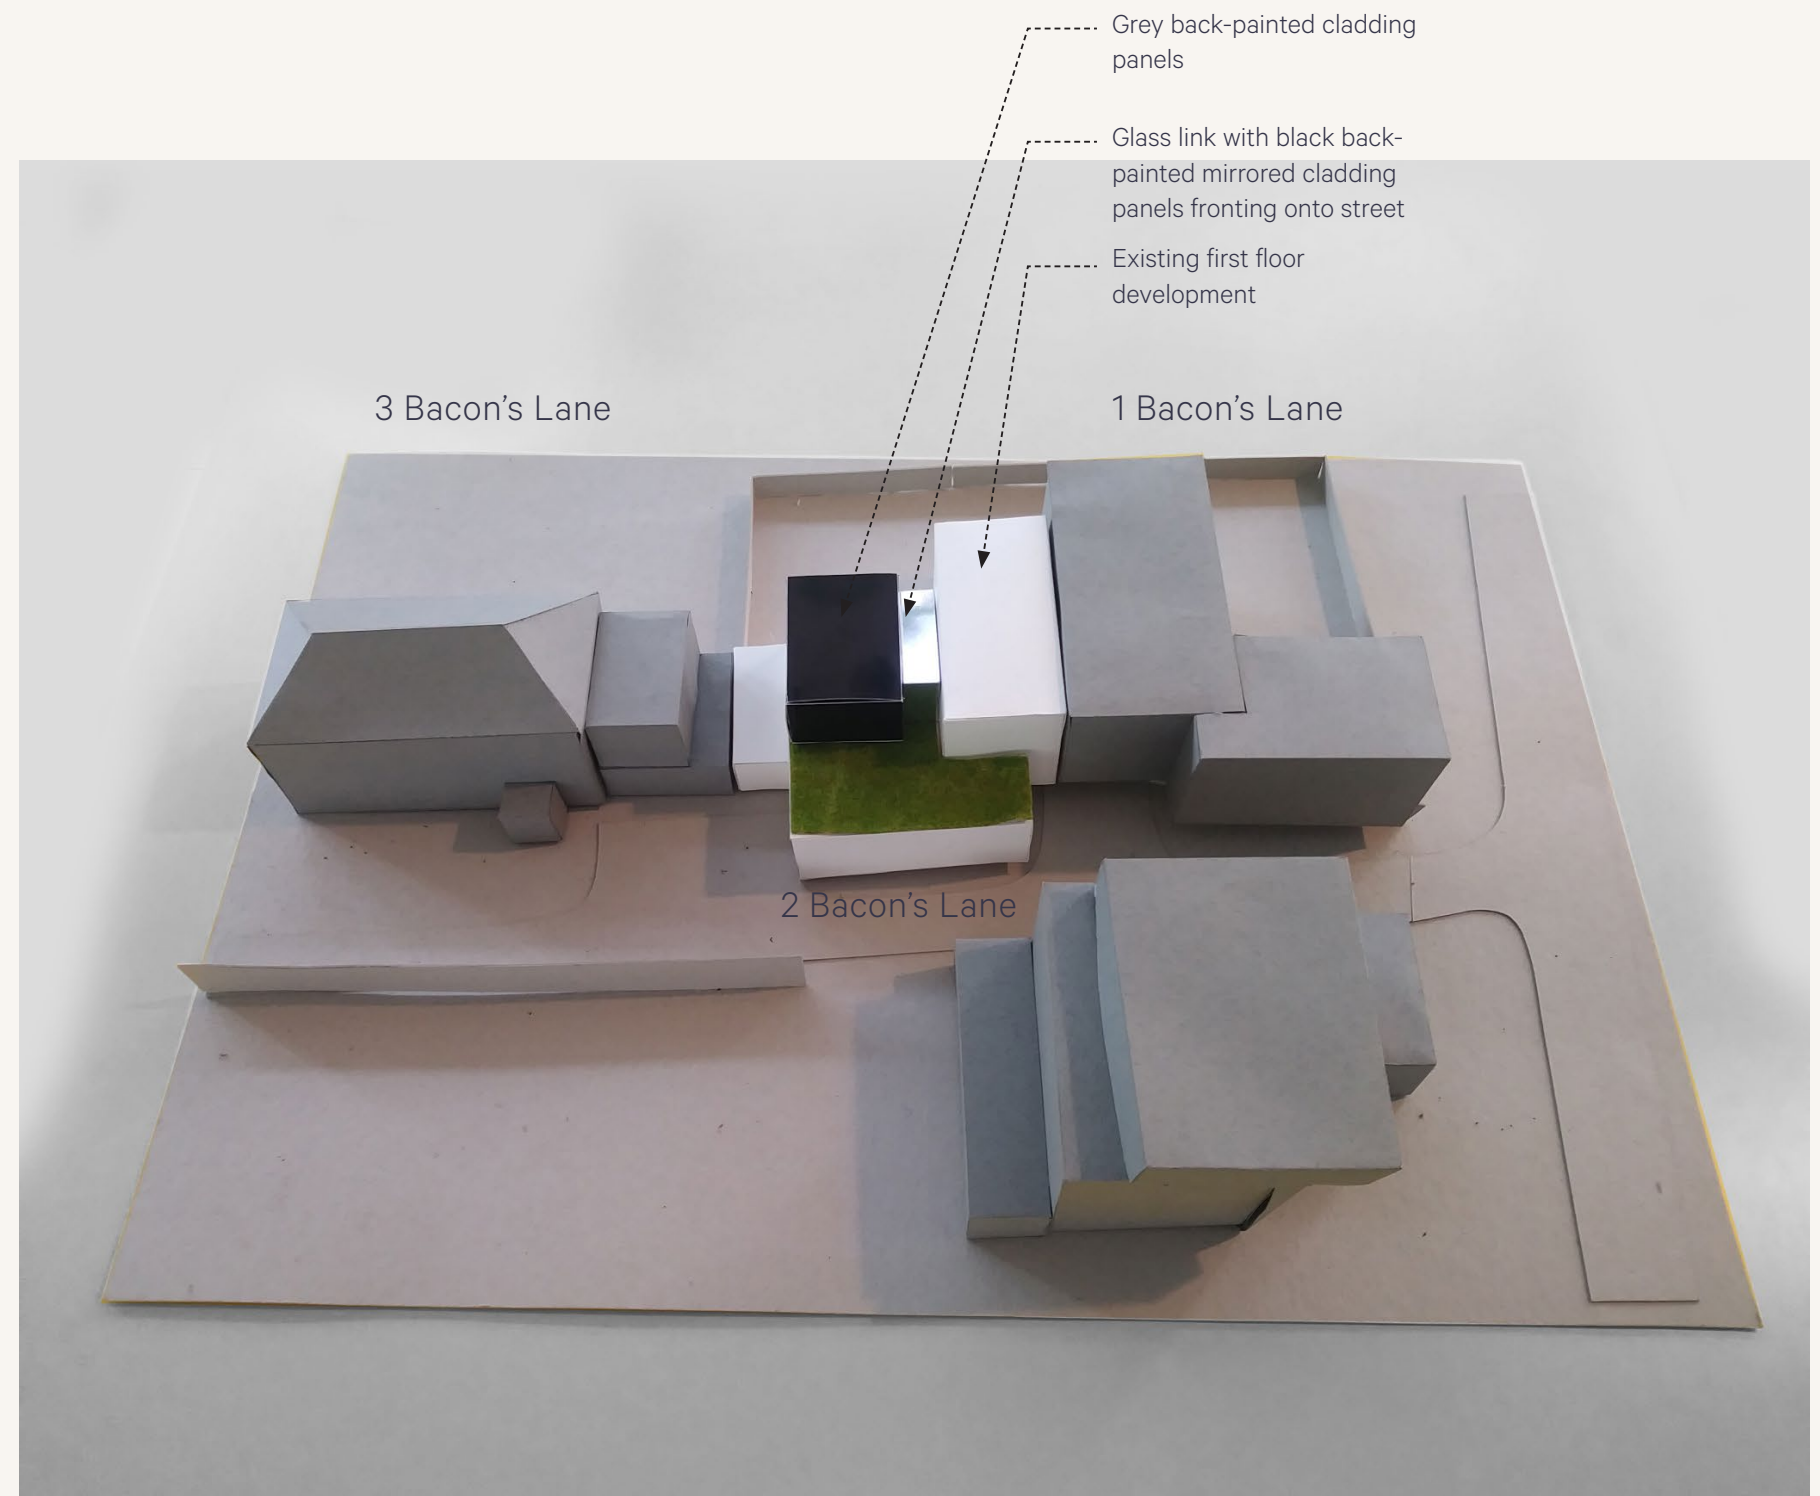 Grey back-painted cladding
panels
Glass link with black back-
painted mirrored cladding
panels fronting onto street
Existing first floor
development
3 Bacon’s Lane
1 Bacon’s Lane
2 Bacon’s Lane